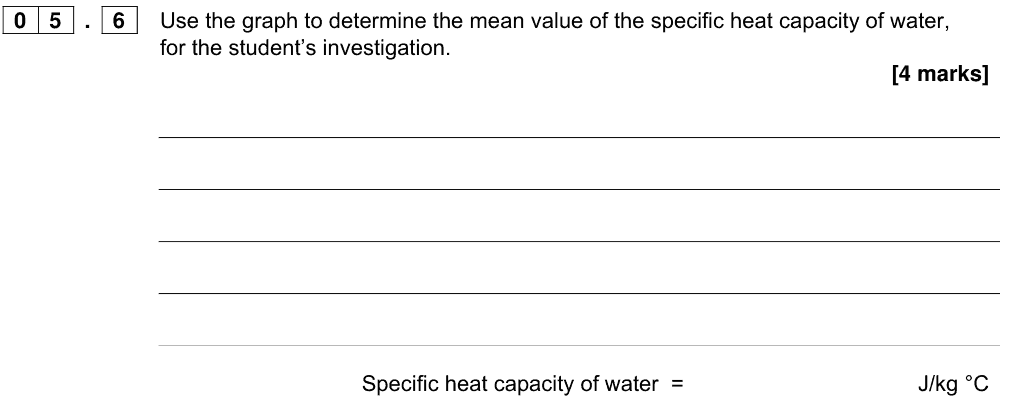 0 5 . 6 Use the graph to determine the mean value of the specific heat capacity of water,
for the student’s investigation.
[4 marks]
Specific heat capacity of water = J/kg °C